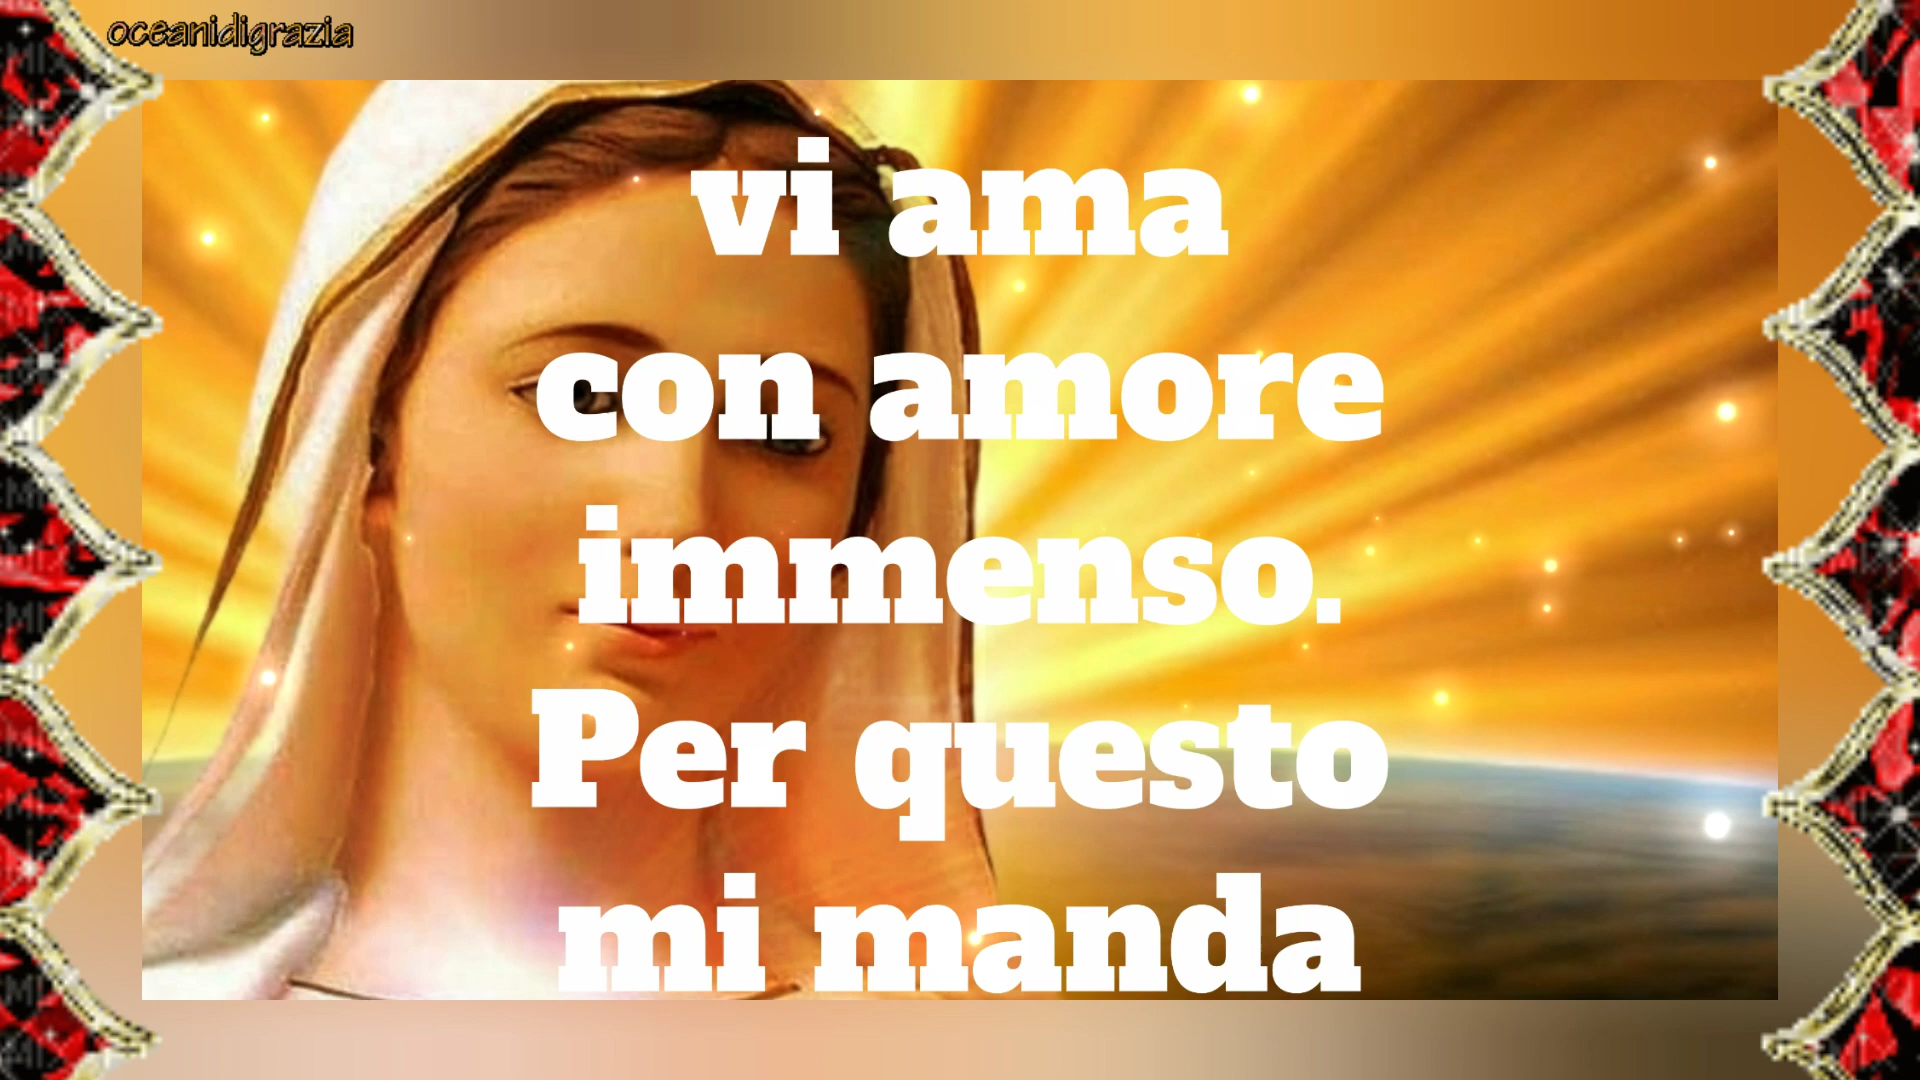 oceanidigrazia
vi ama
con amore
immenso.
Per questo
mi manda